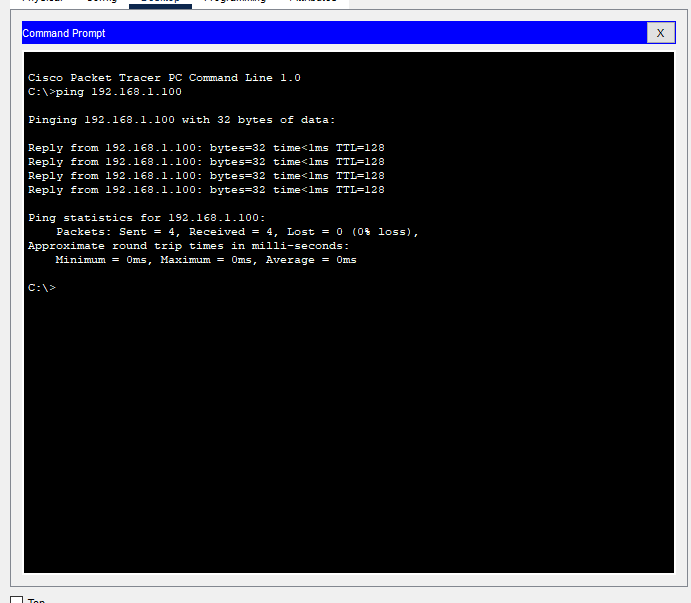 Physical Config Desktop Programming Attributes
Command Prompt
X
Cisco Packet Tracer PC Command Line 1.0
C:\>ping 192.168.1.100
Pinging 192.168.1.100 with 32 bytes of data:
Reply from 192.168.1.100: bytes=32 time<1ms TTL=128
Reply from 192.168.1.100: bytes=32 time<1ms TTL=128
Reply from 192.168.1.100: bytes=32 time<1ms TTL=128
Reply from 192.168.1.100: bytes=32 time<1ms TTL=128
Ping statistics for 192.168.1.100:
Packets: Sent = 4, Received = 4, Lost = 0 (0% loss),
Approximate round trip times in milli-seconds:
Minimum = 0ms, Maximum = 0ms, Average = 0ms
C:\>
Top